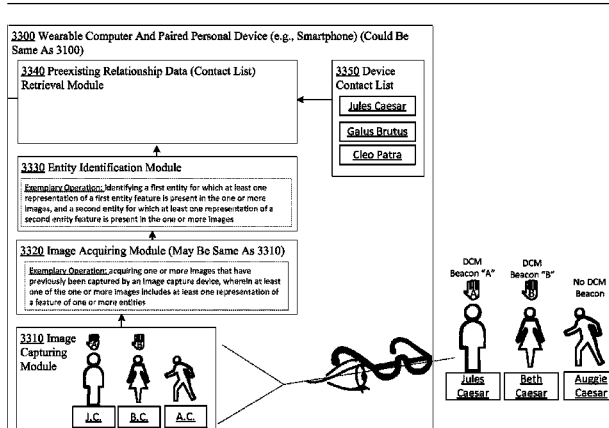 3300 Wearable Computer And Paired Personal Device (e.g., Smartphone) (Could Be
Same As 3100)
3340 Preexisting Relationship Data (Contact List)
Retrieval Module
3350 Device
Contact List
Jules Caesar
Gaius Brutus
Cleo Patra
3330 Entity Identification Module
Exemplary Operation: Identifying a first entity for which at least one
representation of a first entity feature is present in the one or more
images, and a second entity for which at least one representation of a
second entity feature is present in the one or more images
3320 Image Acquiring Module (May Be Same As 3310)
Exemplary Operation: acquiring one or more images that have
previously been captured by an image capture device, wherein at least
one of the one or more images includes at least one representation of
a feature of one or more entities
3310 Image
Capturing
Module
J.C.
B.C.
A.C.
DCM
Beacon "A"
DCM
Beacon "B"
No DCM
Beacon
A
B
Jules
Caesar
Beth
Caesar
Auggie
Caesar